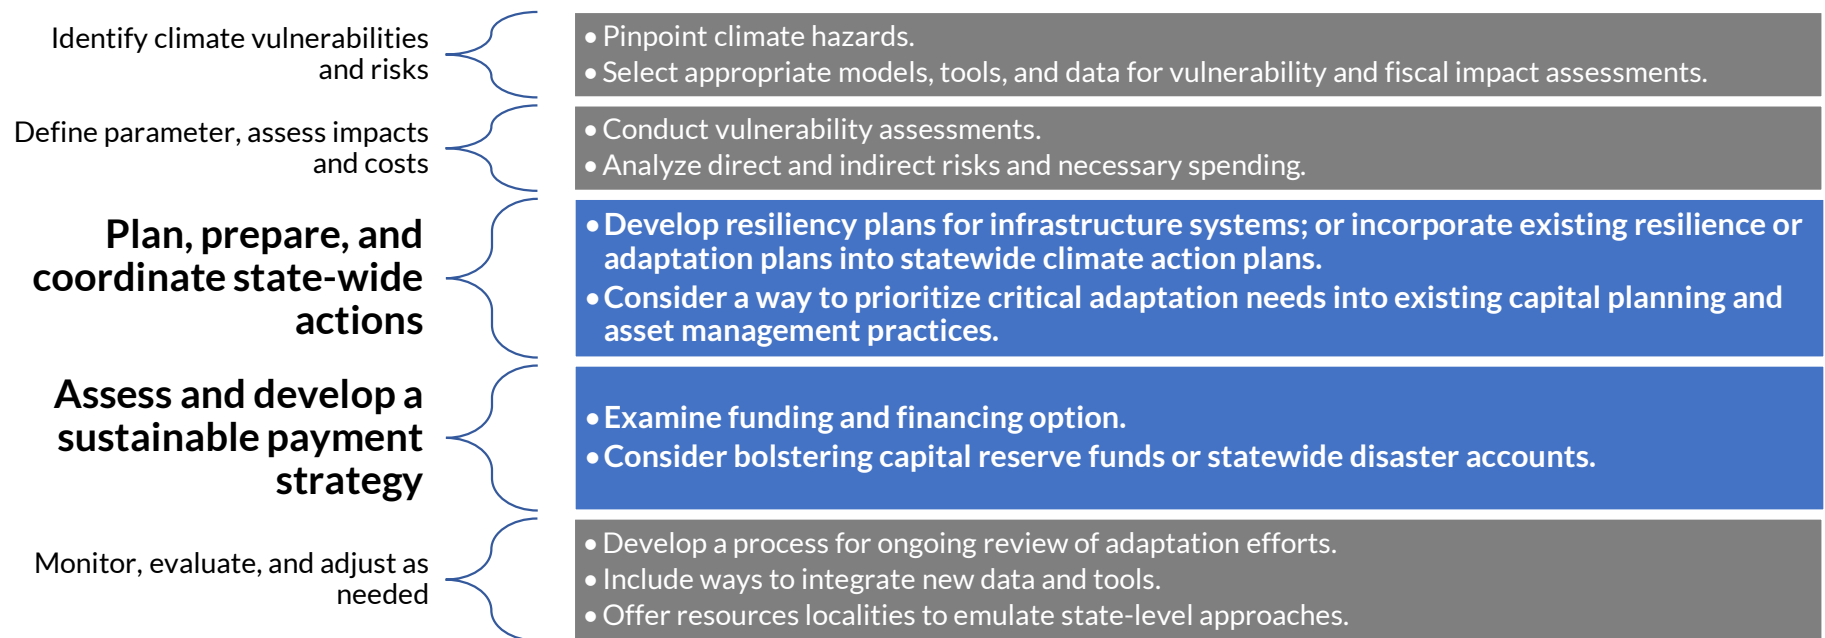 Identify climate vulnerabilities
and risks
• Pinpoint climate hazards.
• Select appropriate models, tools, and data for vulnerability and fiscal impact assessments.
Define parameter, assess impacts
and costs
• Conduct vulnerability assessments.
• Analyze direct and indirect risks and necessary spending.
Plan, prepare, and
coordinate state-wide
actions
• Develop resiliency plans for infrastructure systems; or incorporate existing resilience or
adaptation plans into statewide climate action plans.
• Consider a way to prioritize critical adaptation needs into existing capital planning and
asset management practices.
Assess and develop a
sustainable payment
strategy
• Examine funding and financing option.
• Consider bolstering capital reserve funds or statewide disaster accounts.
Monitor, evaluate, and adjust as
needed
• Develop a process for ongoing review of adaptation efforts.
• Include ways to integrate new data and tools.
• Offer resources localities to emulate state-level approaches.